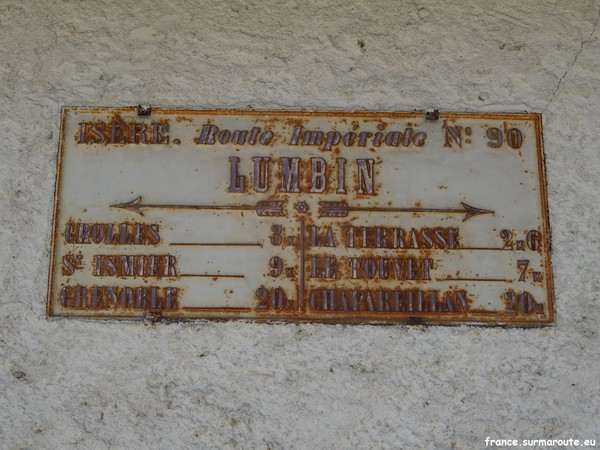 ISÈRE. Route Impériale N: 90
LUMBIN
CROLLES 3K
St ISMIER 9K
GRENOBLE 20K
LA TERRASSE 2K6
LE TOUVET 7K
CHAPAREILLAN 20K
france.surmaroute.eu